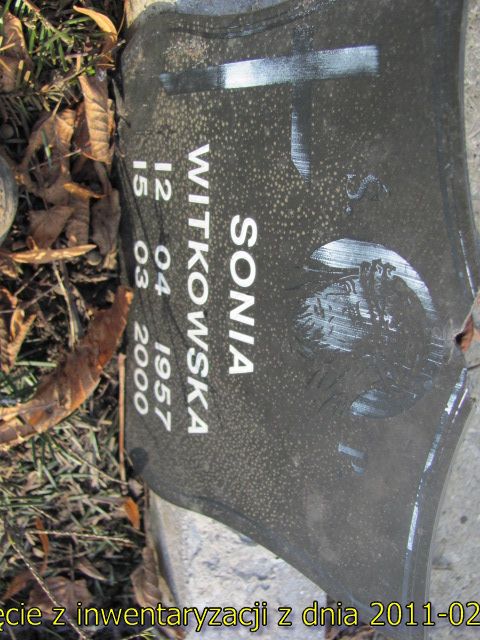 SONIA
WITKOWSKA
12 04 1957
15 03 2000
ęcie z inwentaryzacji z dnia 2011-02